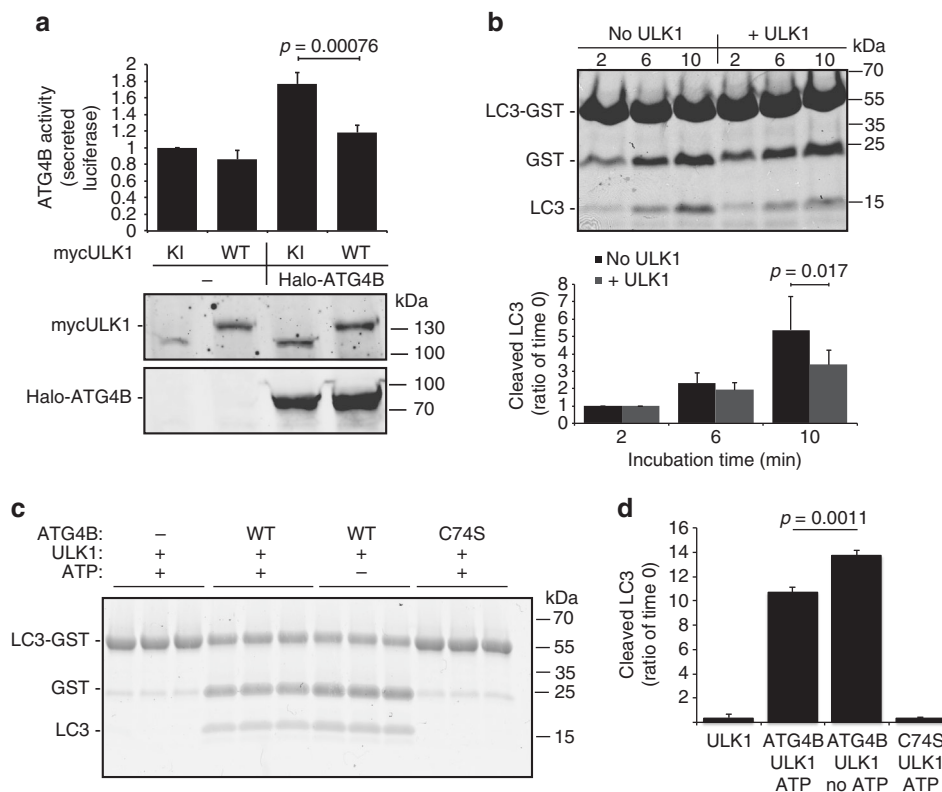 a
p = 0.00076
ATG4B activity
(secreted
luciferase)
2
1.8
1.6
1.4
1.2
1.0
0.8
0.6
0.4
0.2
0
mycULK1 KI WT KI WT
– Halo-ATG4B
kDa
mycULK1 -
130
100
Halo-ATG4B -
100
70
b
No ULK1 + ULK1
kDa
2 6 10 2 6 10
70
LC3-GST -
55
35
GST -
25
LC3 -
15
No ULK1
+ ULK1
p = 0.017
Cleaved LC3
(ratio of time 0)
8
7
6
5
4
3
2
1
0
2 6 10
Incubation time (min)
c
ATG4B: – WT WT C74S
ULK1: + + + +
ATP: + + – +
kDa
70
LC3-GST -
55
35
GST -
25
LC3 -
15
d
p = 0.0011
Cleaved LC3
(ratio of time 0)
16
14
12
10
8
6
4
2
ULK1 ATG4B ATG4B C74S
ULK1 ULK1 ULK1
ATP no ATP ATP